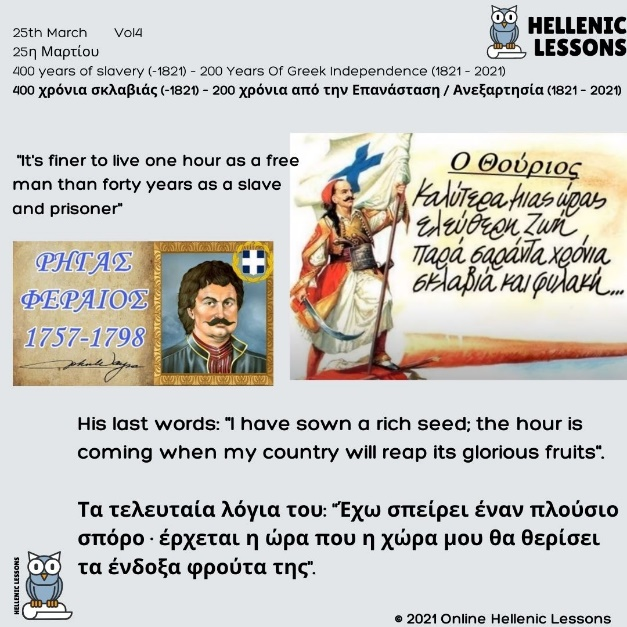 25th March Vol4
25η Μαρτίου
400 years of slavery (-1821) - 200 Years Of Greek Independence (1821 - 2021)
400 χρόνια σκλαβιάς (-1821) - 200 χρόνια από την Επανάσταση / Ανεξαρτησία (1821 - 2021)
HELLENIC
LESSONS
"It's finer to live one hour as a free
man than forty years as a slave
and prisoner"
Ο Θούριος
Καλύτερα μιας ώρας
ελεύθερη ζωή
παρά σαράντα χρόνια
σκλαβιά και φυλακή...
ΡΗΓΑΣ
ΦΕΡΑΙΟΣ
1757-1798
His last words: "I have sown a rich seed; the hour is
coming when my country will reap its glorious fruits".
Τα τελευταία λόγια του: "Έχω σπείρει έναν πλούσιο
σπόρο · έρχεται η ώρα που η χώρα μου θα θερίσει
τα ένδοξα φρούτα της".
HELLENIC LESSONS
© 2021 Online Hellenic Lessons